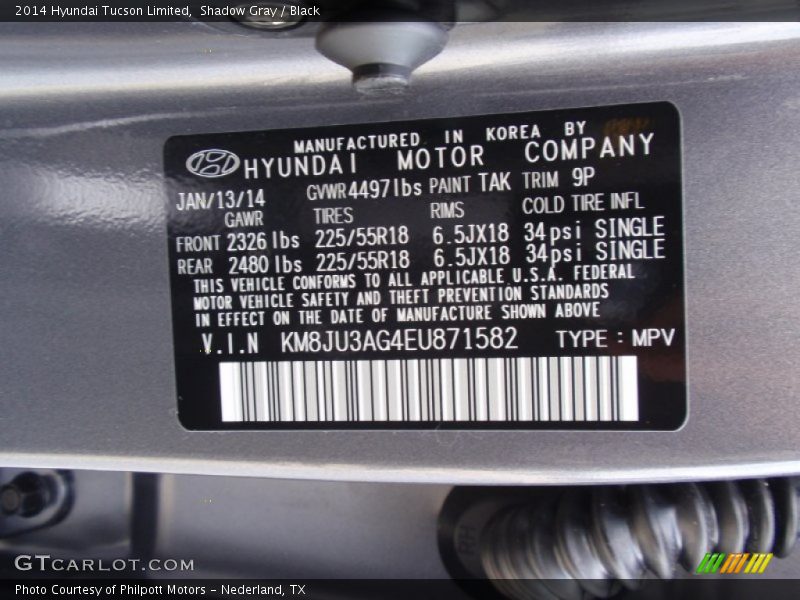 2014 Hyundai Tucson Limited, Shadow Gray / Black
MANUFACTURED IN KOREA BY
HYUNDAI MOTOR COMPANY
JAN/13/14 GVWR 4497lbs PAINT TAK TRIM 9P
GAWR TIRES RIMS COLD TIRE INFL
FRONT 2326 lbs 225/55R18 6.5JX18 34psi SINGLE
REAR 2480 lbs 225/55R18 6.5JX18 34psi SINGLE
THIS VEHICLE CONFORMS TO ALL APPLICABLE U.S.A. FEDERAL
MOTOR VEHICLE SAFETY AND THEFT PREVENTION STANDARDS
IN EFFECT ON THE DATE OF MANUFACTURE SHOWN ABOVE
V.I.N KM8JU3AG4EU871582 TYPE : MPV
RH
GTCARLOT.COM
Photo Courtesy of Philpott Motors - Nederland, TX